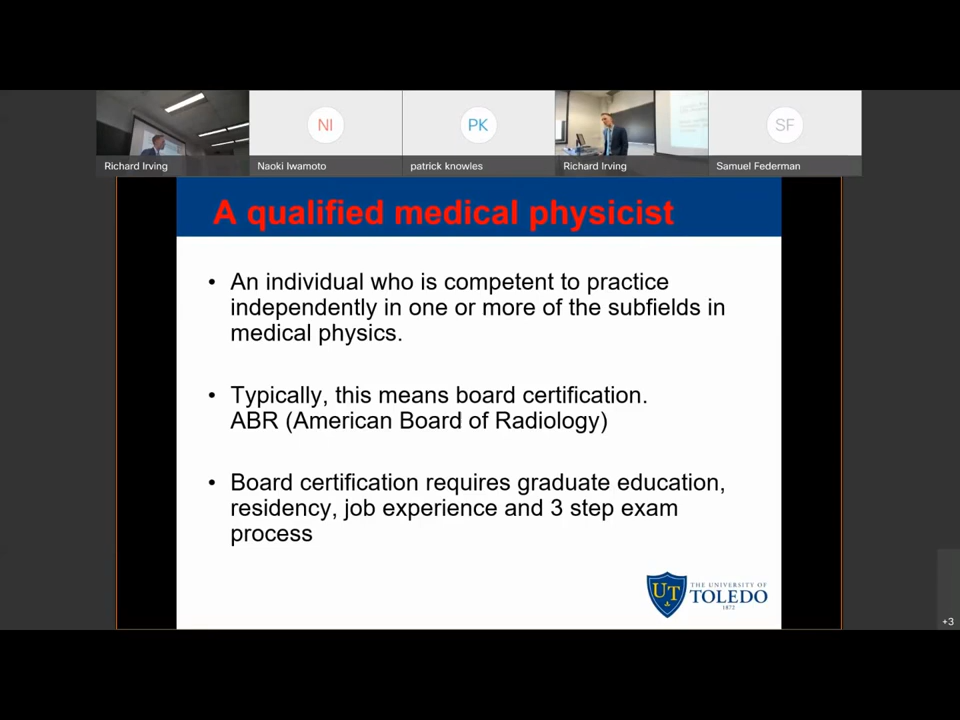 NI
PK
SF
Richard Irving
Naoki Iwamoto
patrick knowles
Richard Irving
Samuel Federman
A qualified medical physicist
• An individual who is competent to practice
independently in one or more of the subfields in
medical physics.
• Typically, this means board certification.
ABR (American Board of Radiology)
• Board certification requires graduate education,
residency, job experience and 3 step exam
process
UT
THE UNIVERSITY OF
TOLEDO
1872
+3